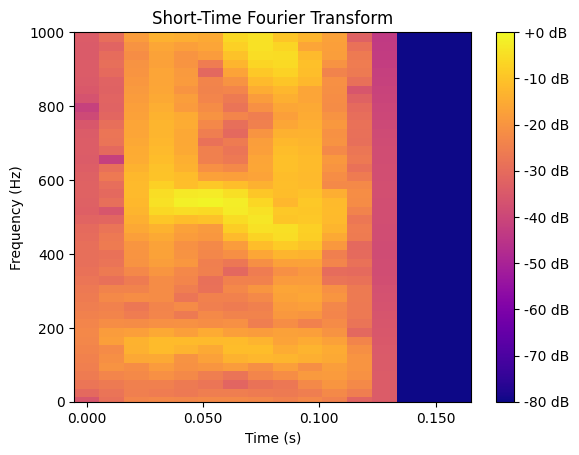 Short-Time Fourier Transform
1000
800
600
400
200
0
Frequency (Hz)
0.000
0.050
0.100
0.150
Time (s)
+0 dB
-10 dB
-20 dB
-30 dB
-40 dB
-50 dB
-60 dB
-70 dB
-80 dB